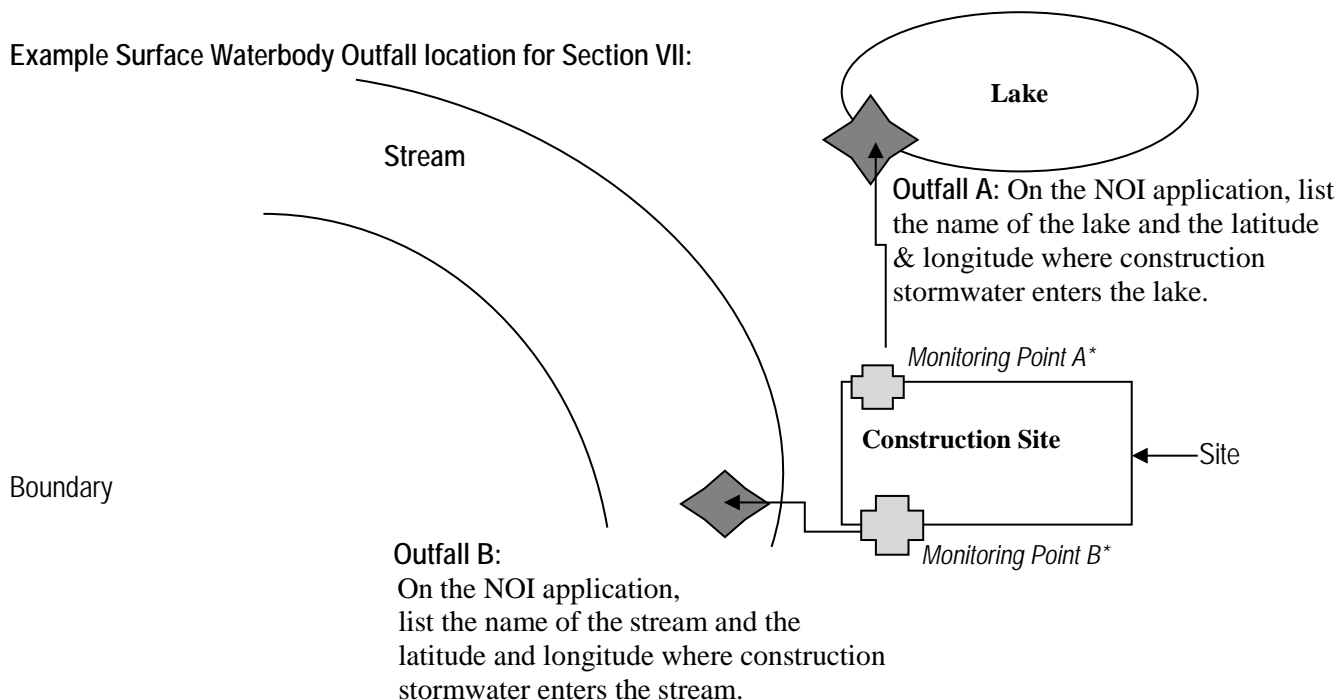 Example Surface Waterbody Outfall location for Section VII:
Lake
Stream
Outfall A: On the NOI application, list
the name of the lake and the latitude
& longitude where construction
stormwater enters the lake.
Monitoring Point A*
Construction Site
Site
Boundary
Monitoring Point B*
Outfall B:
On the NOI application,
list the name of the stream and the
latitude and longitude where construction
stormwater enters the stream.